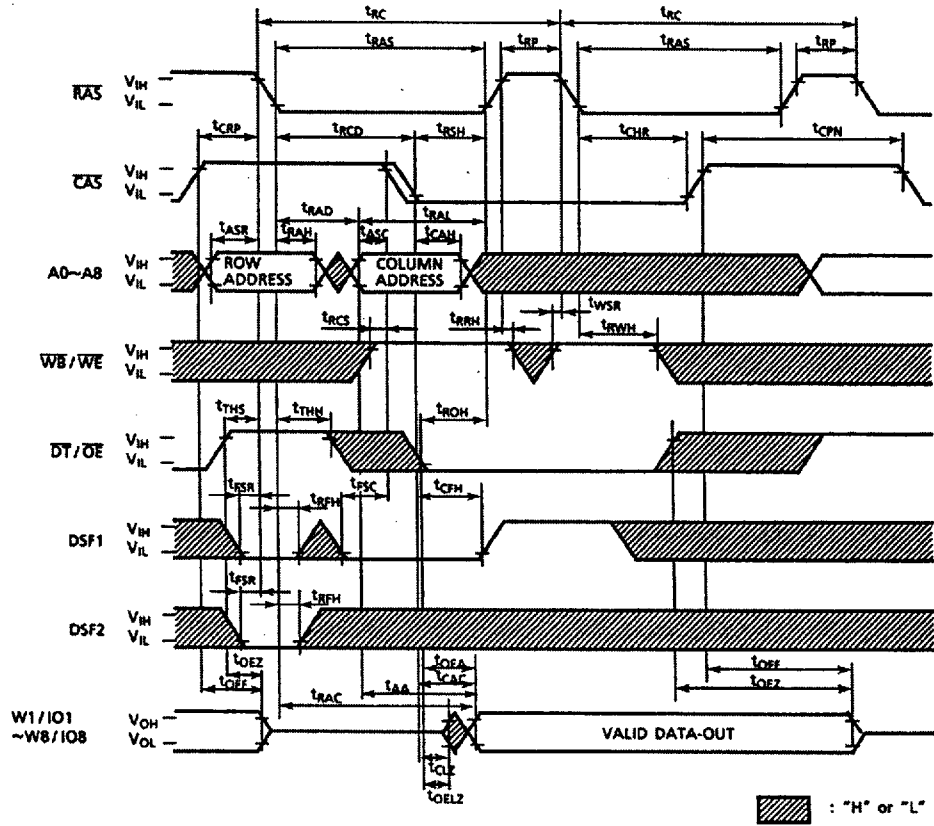 tRC tRC
tRAS tRP tRAS tRP
RAS VIH
VIL
tCRP tRCD tRSH tCHR tCPN
CAS VIH
VIL
tRAD tRAL
tASR tRAH tASC tCAH
A0~A8 VIH
VIL
ROW ADDRESS
COLUMN ADDRESS
tRCS tRRH tWSR tRWH
WB/WE VIH
VIL
tTHS tTHH tROH
DT/OE VIH
VIL
tFSR tRFH tFSC tCFH
DSF1 VIH
VIL
tFSR tRFH
DSF2 VIH
VIL
tOEZ tOEA tOFF
tOFF tCAC tOEZ
tAA
tRAC
W1/IO1
~W8/IO8
VOH
VOL
VALID DATA-OUT
tCLZ
tOELZ
: "H" or "L"